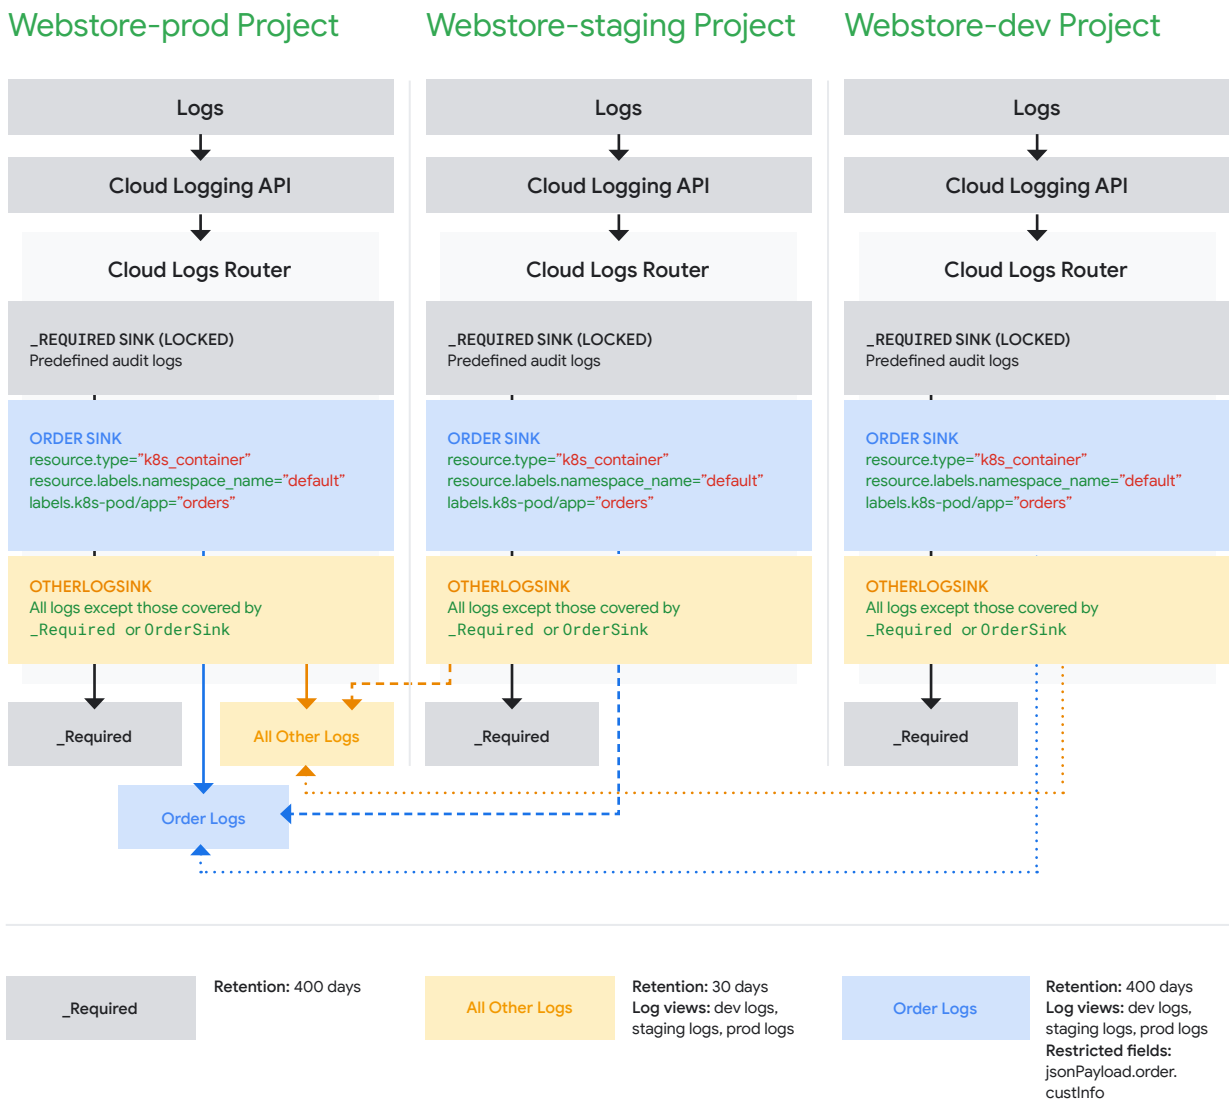 Webstore-prod Project
Webstore-staging Project
Webstore-dev Project
Logs
Logs
Logs
Cloud Logging API
Cloud Logging API
Cloud Logging API
Cloud Logs Router
Cloud Logs Router
Cloud Logs Router
_REQUIRED SINK (LOCKED)
Predefined audit logs
_REQUIRED SINK (LOCKED)
Predefined audit logs
_REQUIRED SINK (LOCKED)
Predefined audit logs
ORDER SINK
resource.type=”k8s_container”
resource.labels.namespace_name=”default”
labels.k8s-pod/app=”orders”
ORDER SINK
resource.type=”k8s_container”
resource.labels.namespace_name=”default”
labels.k8s-pod/app=”orders”
ORDER SINK
resource.type=”k8s_container”
resource.labels.namespace_name=”default”
labels.k8s-pod/app=”orders”
OTHERLOGSINK
All logs except those covered by
_Required or OrderSink
OTHERLOGSINK
All logs except those covered by
_Required or OrderSink
OTHERLOGSINK
All logs except those covered by
_Required or OrderSink
_Required
All Other Logs
_Required
_Required
Order Logs
_Required
Retention: 400 days
All Other Logs
Retention: 30 days
Log views: dev logs,
staging logs, prod logs
Order Logs
Retention: 400 days
Log views: dev logs,
staging logs, prod logs
Restricted fields:
jsonPayload.order.
custInfo